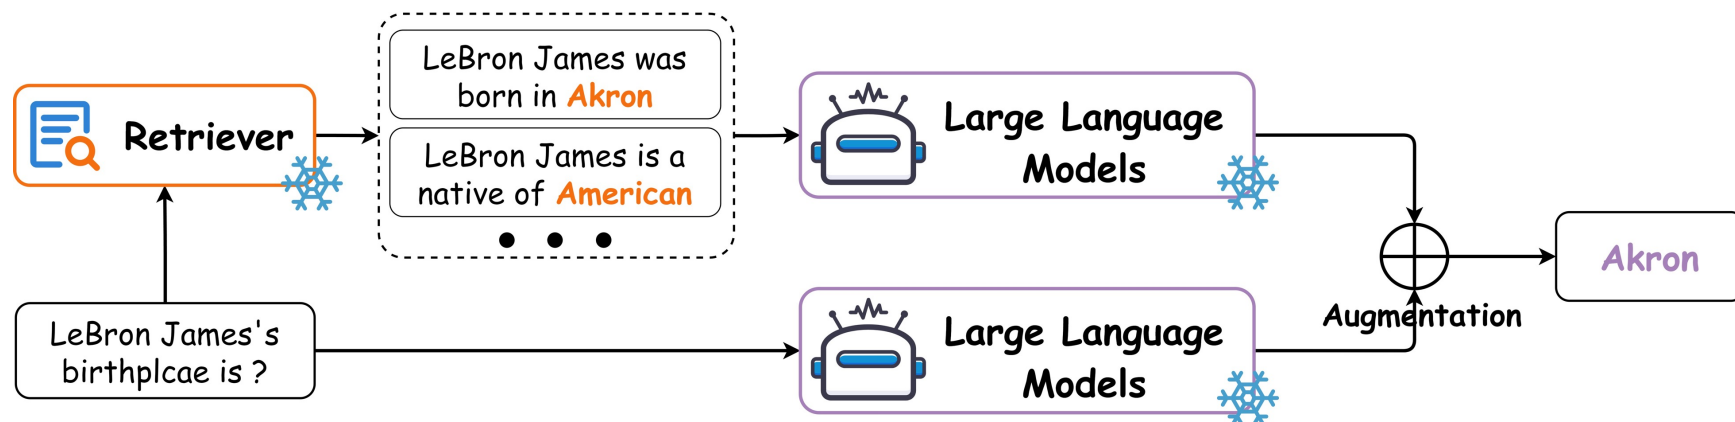 Retriever
LeBron James was
born in Akron
LeBron James is a
native of American
Large Language
Models
LeBron James's
birthplcae is ?
Large Language
Models
Augmentation
Akron